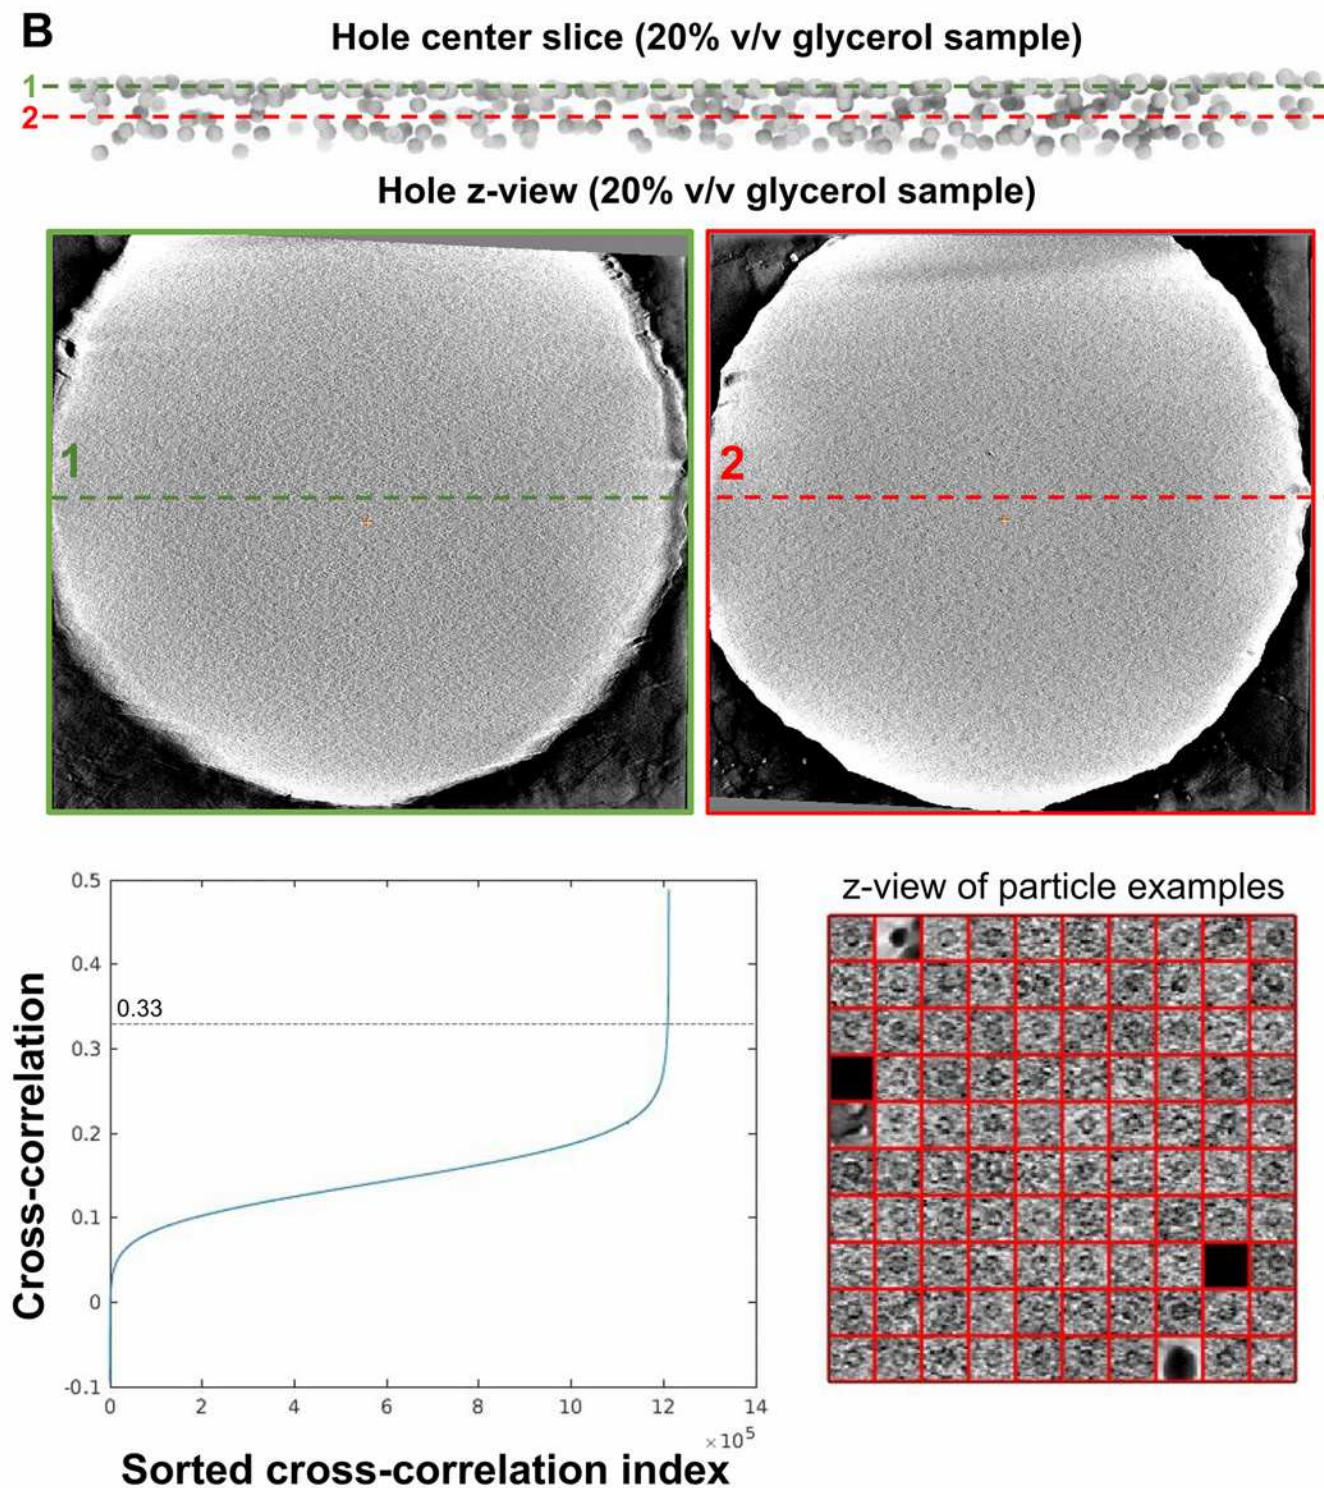 B
Hole center slice (20% v/v glycerol sample)
1
2
Hole z-view (20% v/v glycerol sample)
1
2
z-view of particle examples
Cross-correlation
0.5
0.4
0.33
0.3
0.2
0.1
0
-0.1
0 2 4 6 8 10 12 14
×10⁵
Sorted cross-correlation index